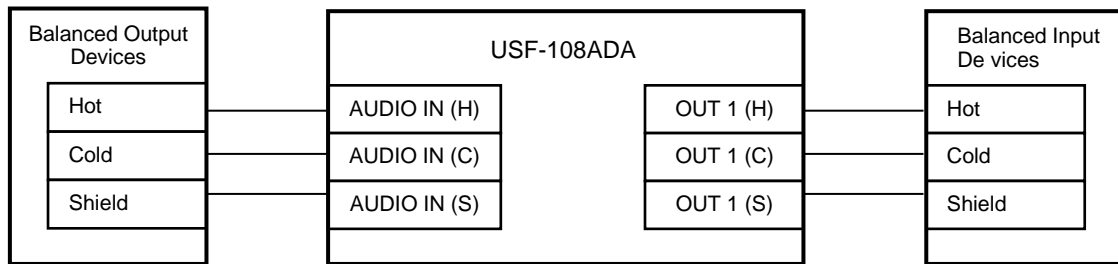 Balanced Output
Devices
Hot
Cold
Shield
USF-108ADA
AUDIO IN (H)
AUDIO IN (C)
AUDIO IN (S)
OUT 1 (H)
OUT 1 (C)
OUT 1 (S)
Balanced Input
De vices
Hot
Cold
Shield